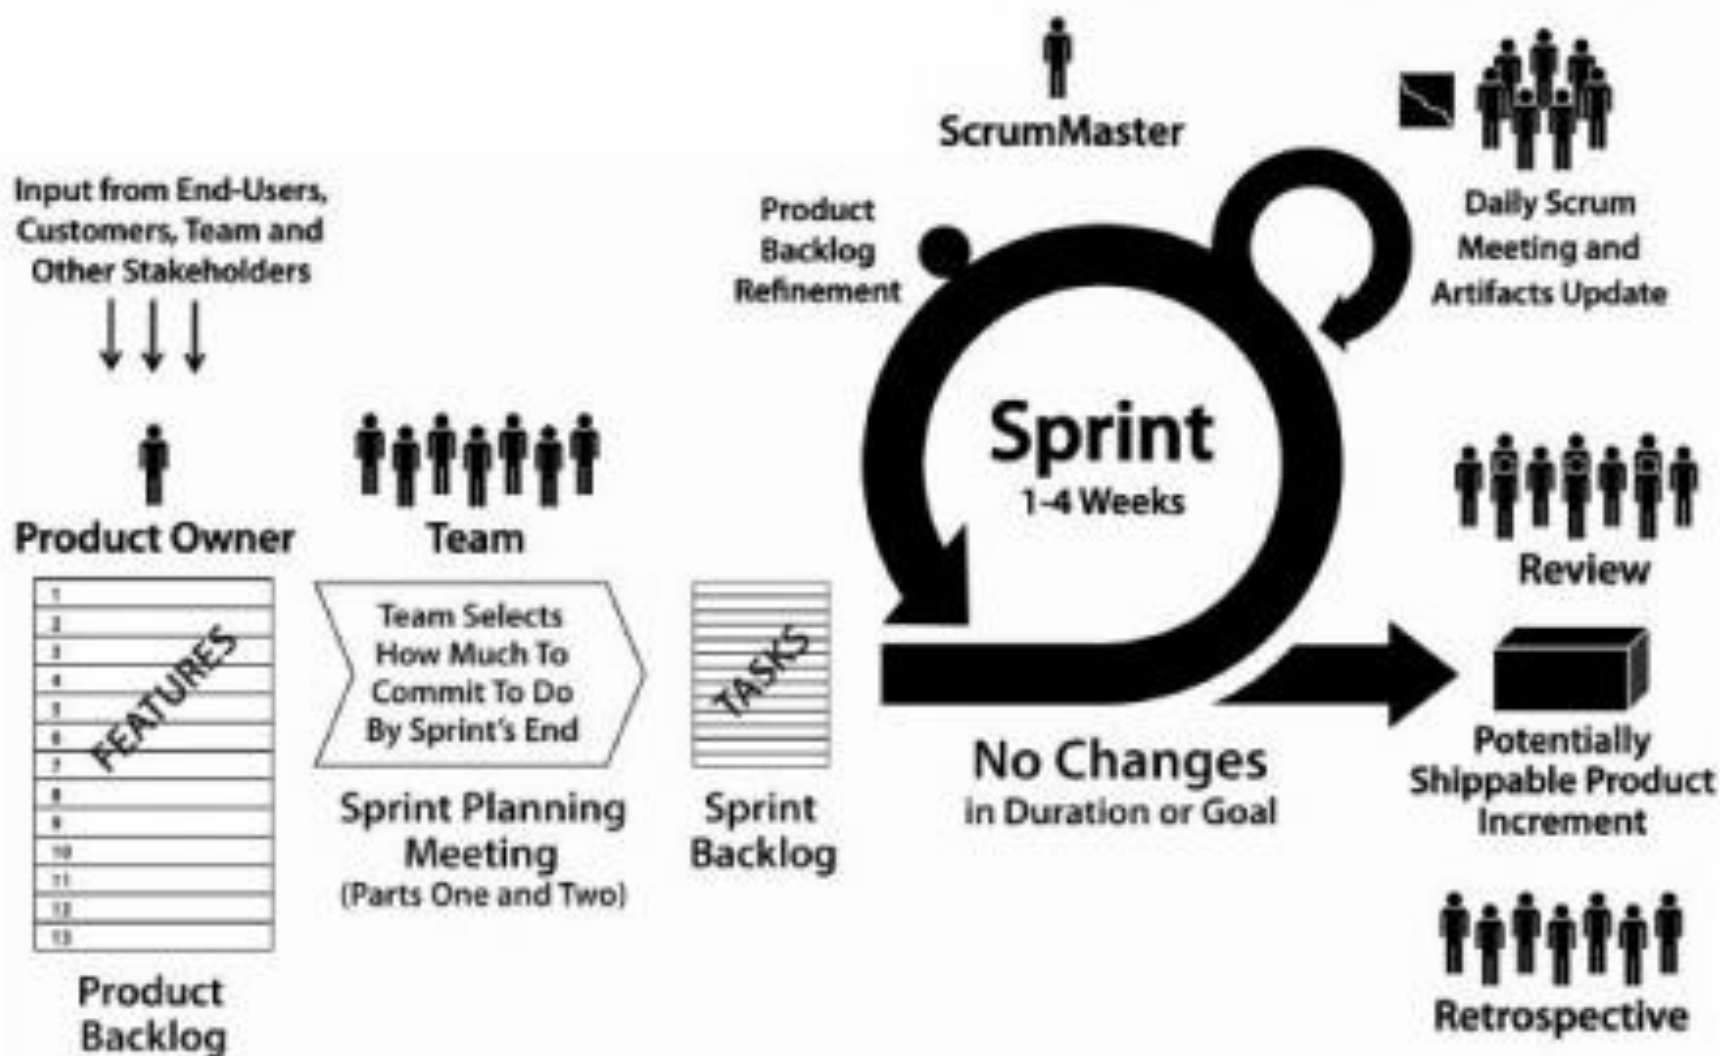 Input from End-Users,
Customers, Team and
Other Stakeholders
Product Owner
1
2
3
4
5
6
7
8
9
10
11
12
13
FEATURES
Product
Backlog
Team
Team Selects
How Much To
Commit To Do
By Sprint's End
Sprint Planning
Meeting
(Parts One and Two)
TASKS
Sprint
Backlog
ScrumMaster
Product
Backlog
Refinement
Sprint
1-4 Weeks
No Changes
in Duration or Goal
Daily Scrum
Meeting and
Artifacts Update
Review
Potentially
Shippable Product
Increment
Retrospective